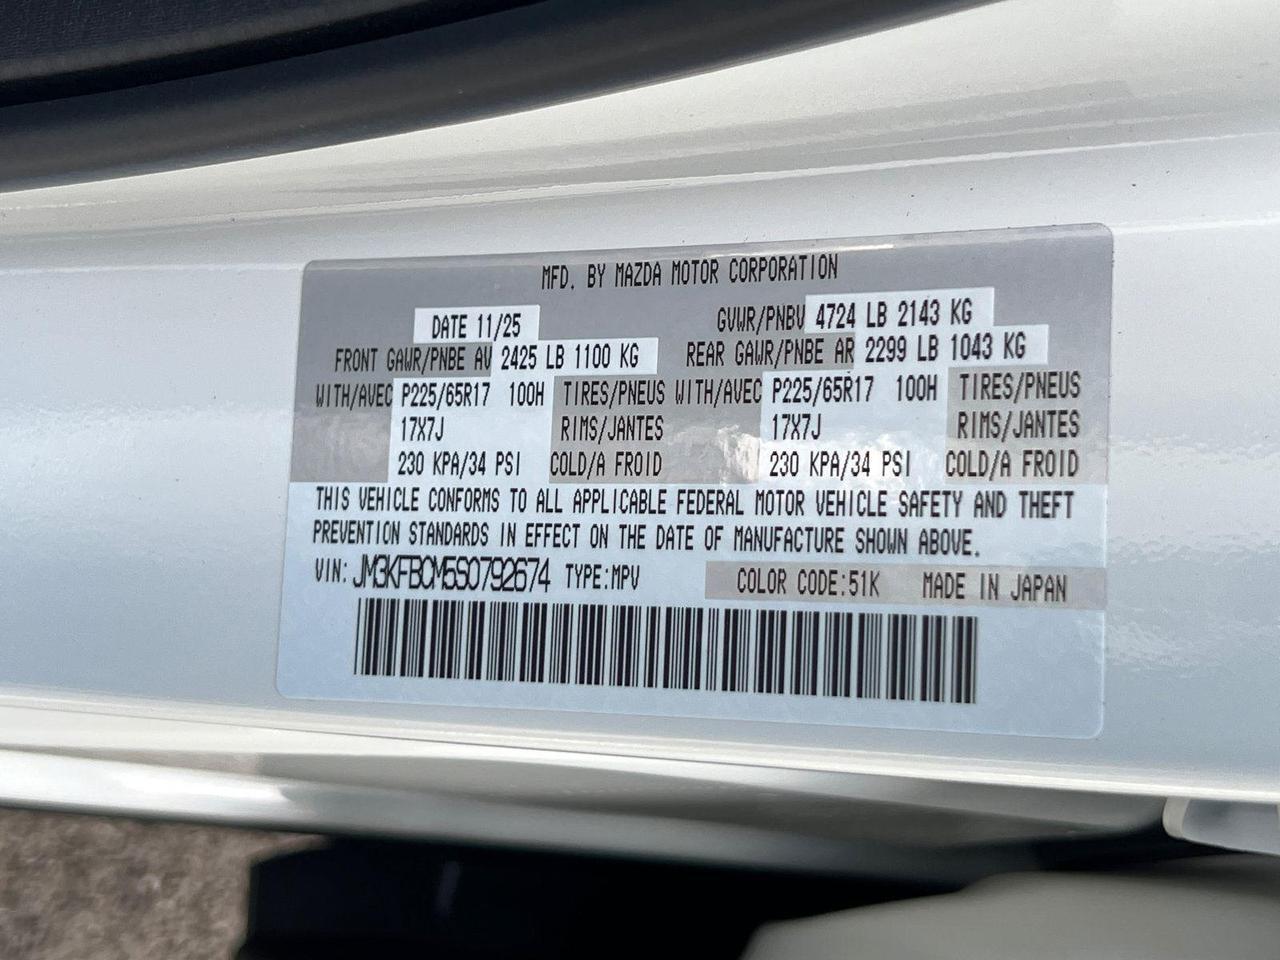 MFD. BY MAZDA MOTOR CORPORATION
DATE 11/25 GVWR/PNBV 4724 LB 2143 KG
FRONT GAWR/PNBE AV 2425 LB 1100 KG REAR GAWR/PNBE AR 2299 LB 1043 KG
WITH/AVEC P225/65R17 100H TIRES/PNEUS WITH/AVEC P225/65R17 100H TIRES/PNEUS
17X7J RIMS/JANTES 17X7J RIMS/JANTES
230 KPA/34 PSI COLD/A FROID 230 KPA/34 PSI COLD/A FROID
THIS VEHICLE CONFORMS TO ALL APPLICABLE FEDERAL MOTOR VEHICLE SAFETY AND THEFT
PREVENTION STANDARDS IN EFFECT ON THE DATE OF MANUFACTURE SHOWN ABOVE.
VIN: JM3KFBCM5S0792674 TYPE:MPV COLOR CODE:51K MADE IN JAPAN